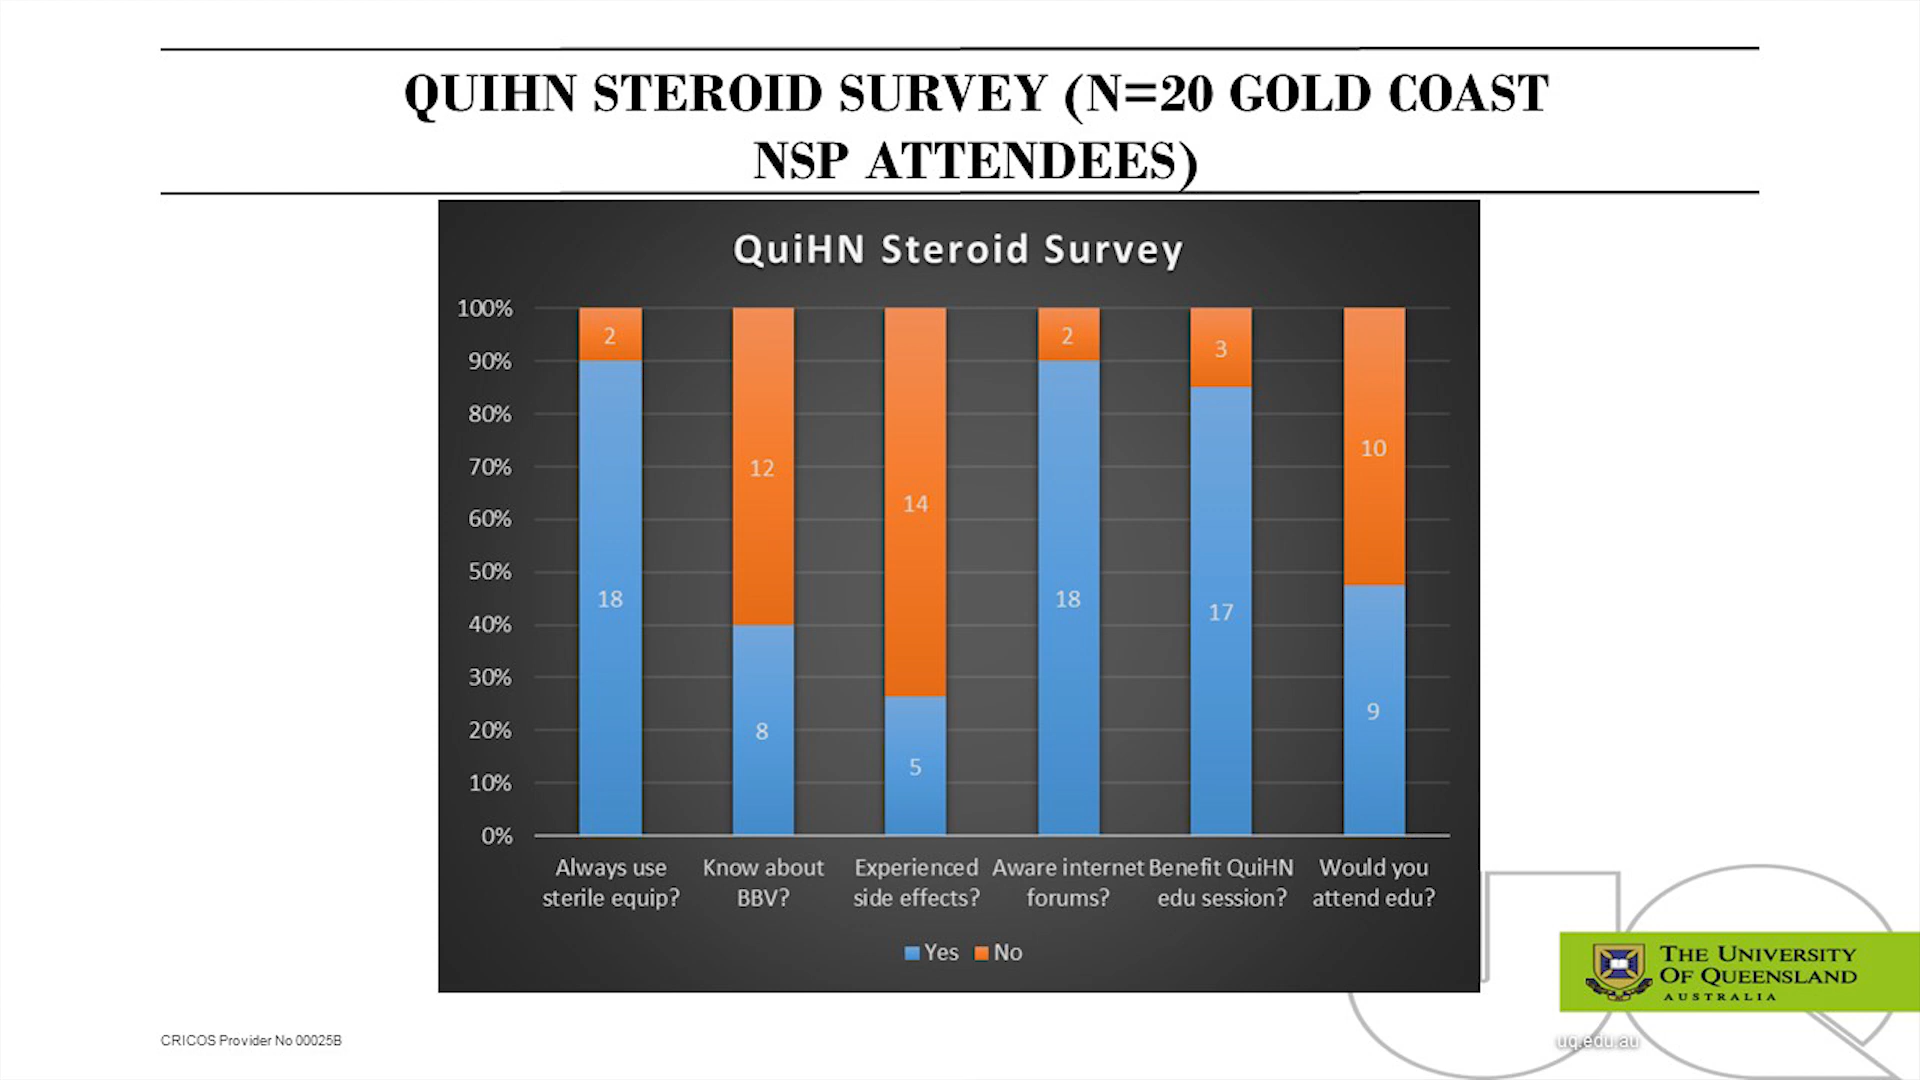 QUIHN STEROID SURVEY (N=20 GOLD COAST
NSP ATTENDEES)
QuiHN Steroid Survey
100%
90%
80%
70%
60%
50%
40%
30%
20%
10%
0%
2
12
14
2
3
10
18
8
5
18
17
9
Always use
sterile equip?
Know about
BBV?
Experienced
side effects?
Aware internet
forums?
Benefit QuiHN
edu session?
Would you
attend edu?
Yes
No
THE UNIVERSITY
OF QUEENSLAND
AUSTRALIA
CRICOS Provider No 00025B
uq.edu.au